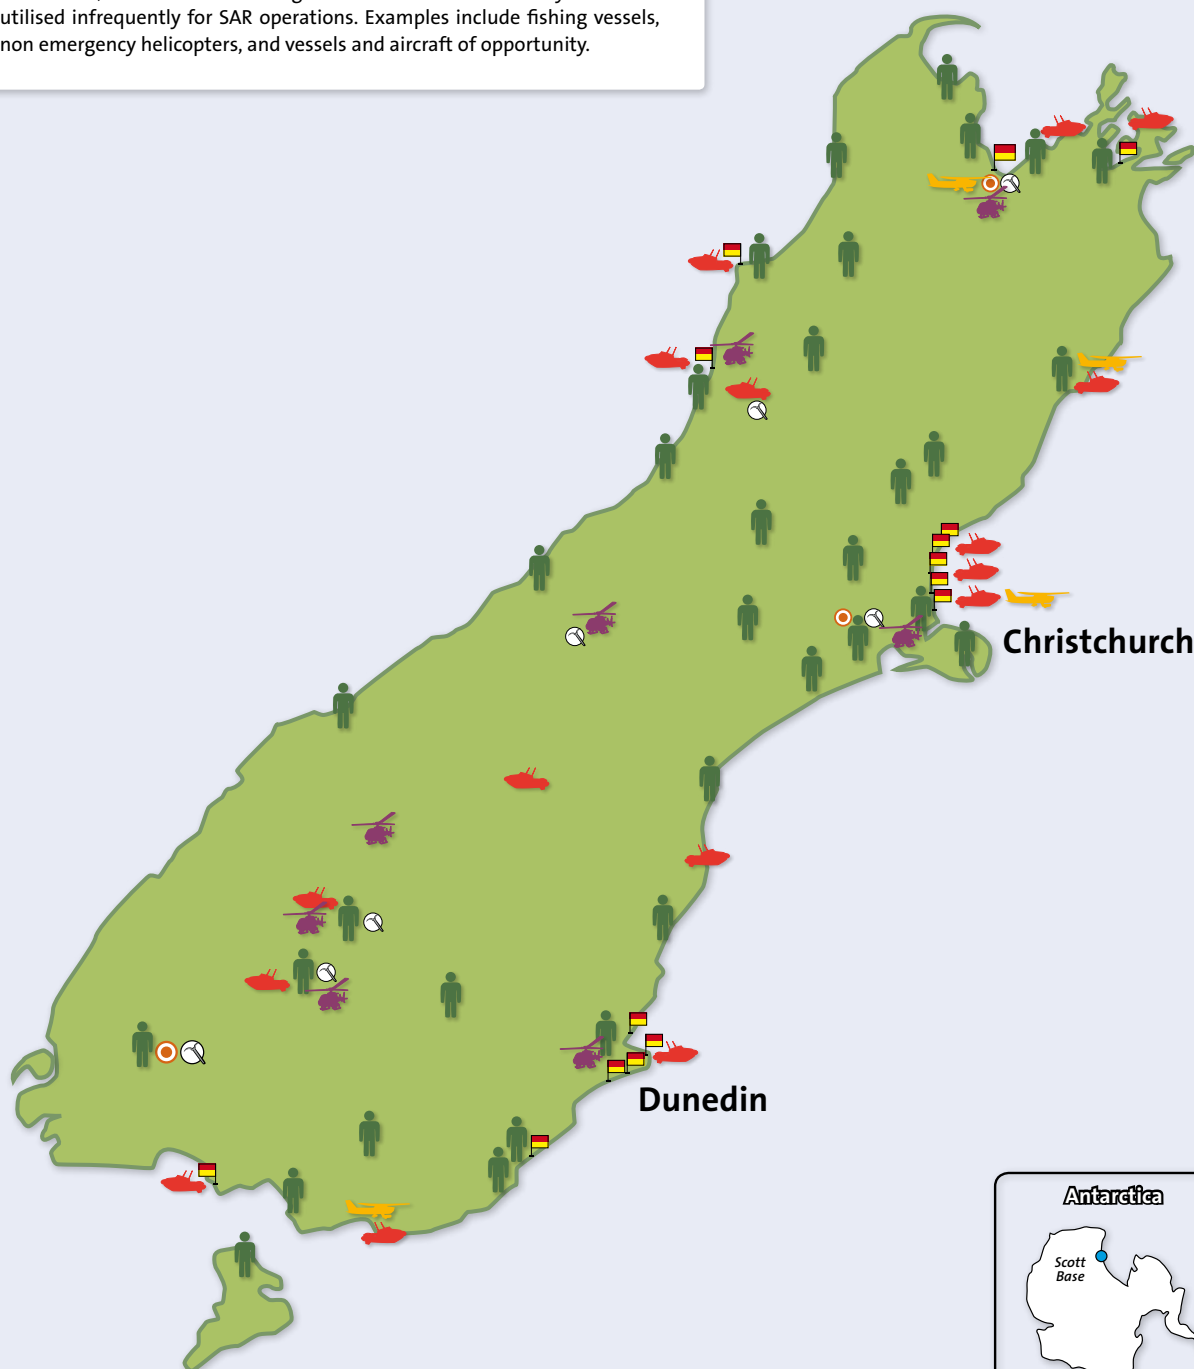 utilised infrequently for SAR operations. Examples include fishing vessels,
non emergency helicopters, and vessels and aircraft of opportunity.
Christchurch
Dunedin
Antarctica
Scott
Base